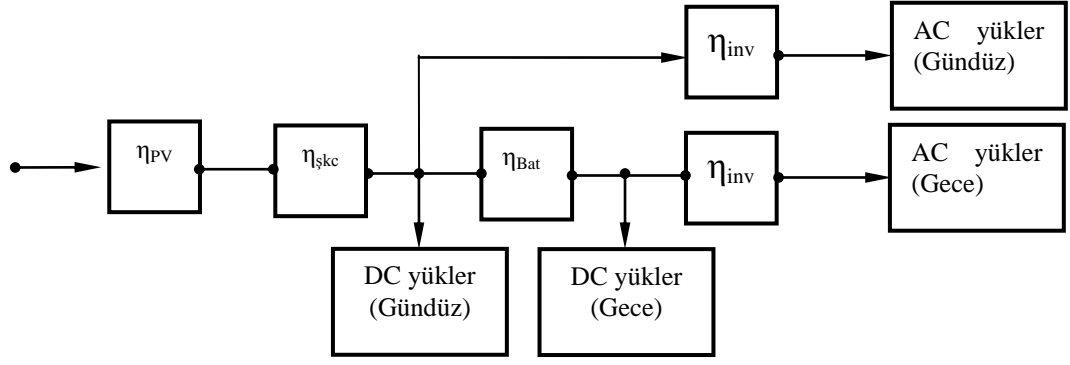 ηinv
AC yükler
(Gündüz)
ηPV
ηşkc
ηBat
ηinv
AC yükler
(Gece)
DC yükler
(Gündüz)
DC yükler
(Gece)